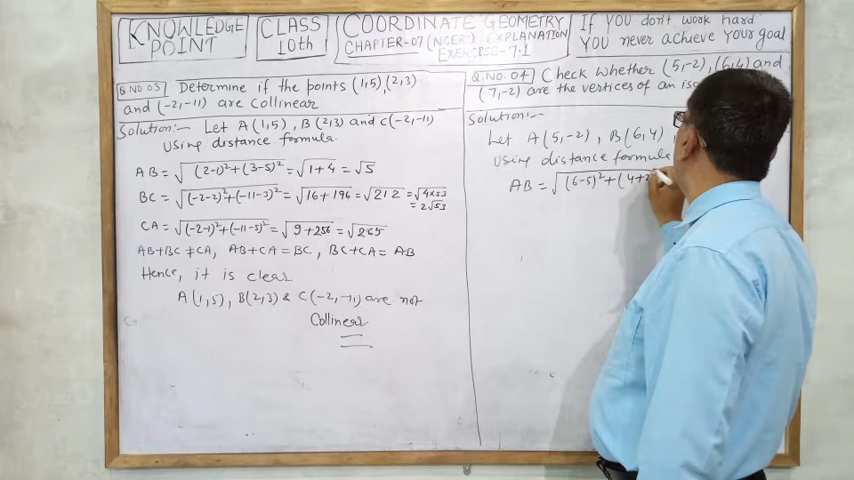 KNOWLEDGE
POINT
CLASS
10th
COORDINATE GEOMETRY
CHAPTER-07 (NCERT) EXPLANATION
EXERCISE-7.1
If YOU don't work hard
YOU never achieve YOUR goal
Q.NO 03 Determine if the points (1,5), (2,3)
and (-2,-11) are collinear
Solution:- Let A(1,5), B(2,3) and C(-2,-11)
using distance formula.
AB = √(2-1)²+(3-5)² = √1+4 = √5
BC = √(-2-2)²+(-11-3)² = √16+196 = √212 = √4×53
= 2√53
CA = √(-2-1)²+(-11-5)² = √9+256 = √265
AB+BC ≠ CA, AB+CA = BC, BC+CA = AB
Hence, it is clear
A(1,5), B(2,3) & C(-2,-11) are not
Collinear
Q.NO.04 Check whether (5,-2), (6,4) and
(7,-2) are the vertices of an
Solution:-
Let A(5,-2), B(6,4)
using distance formula
AB = √(6-5)²+(4+2